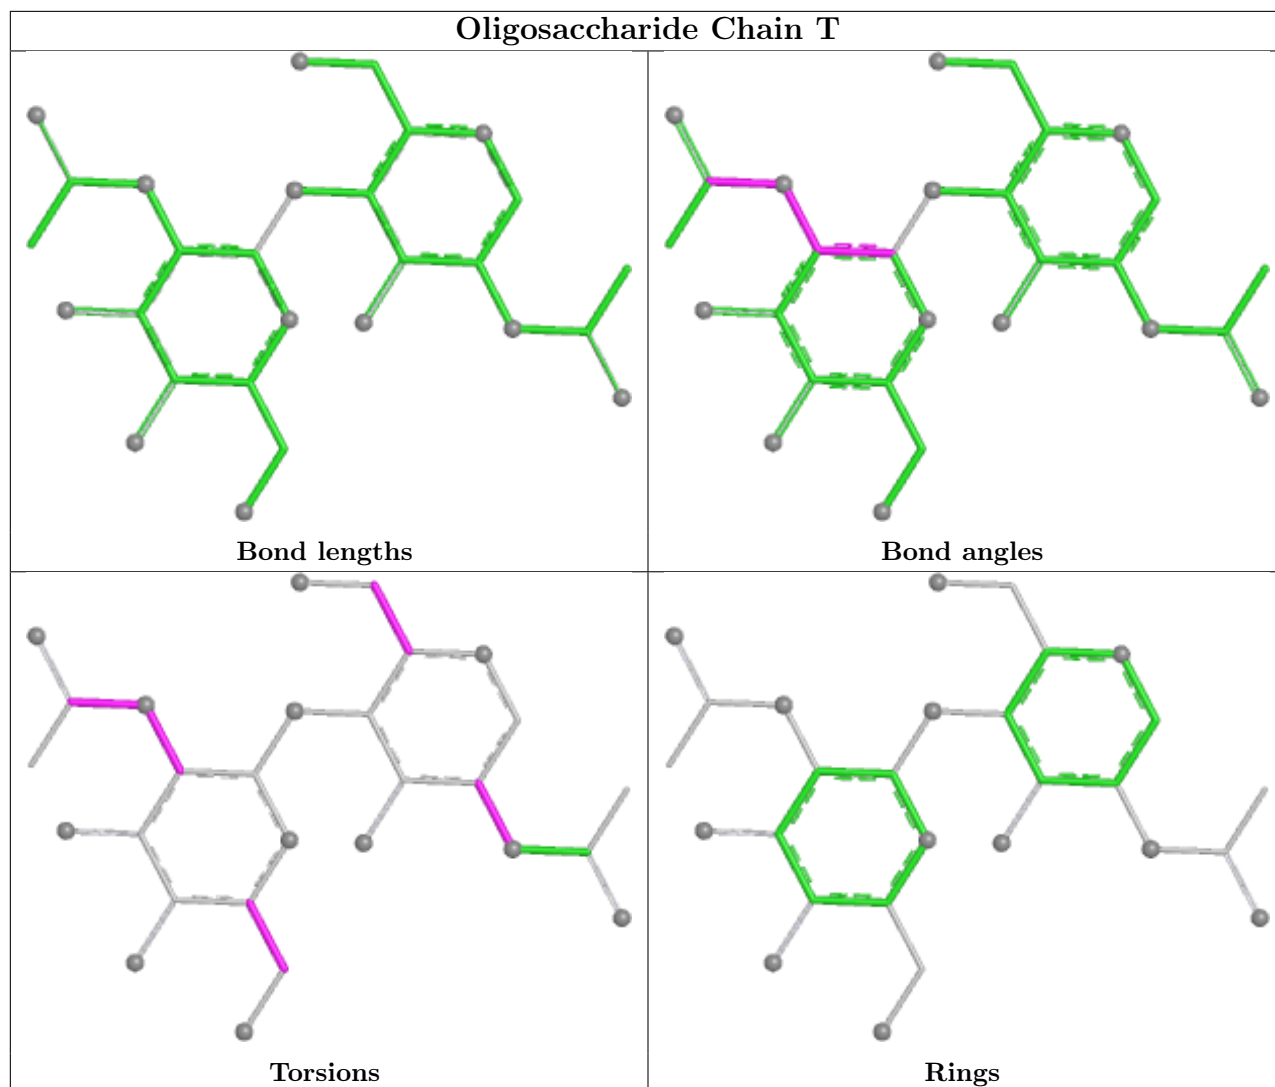 Oligosaccharide Chain T
Bond lengths
Bond angles
Torsions
Rings